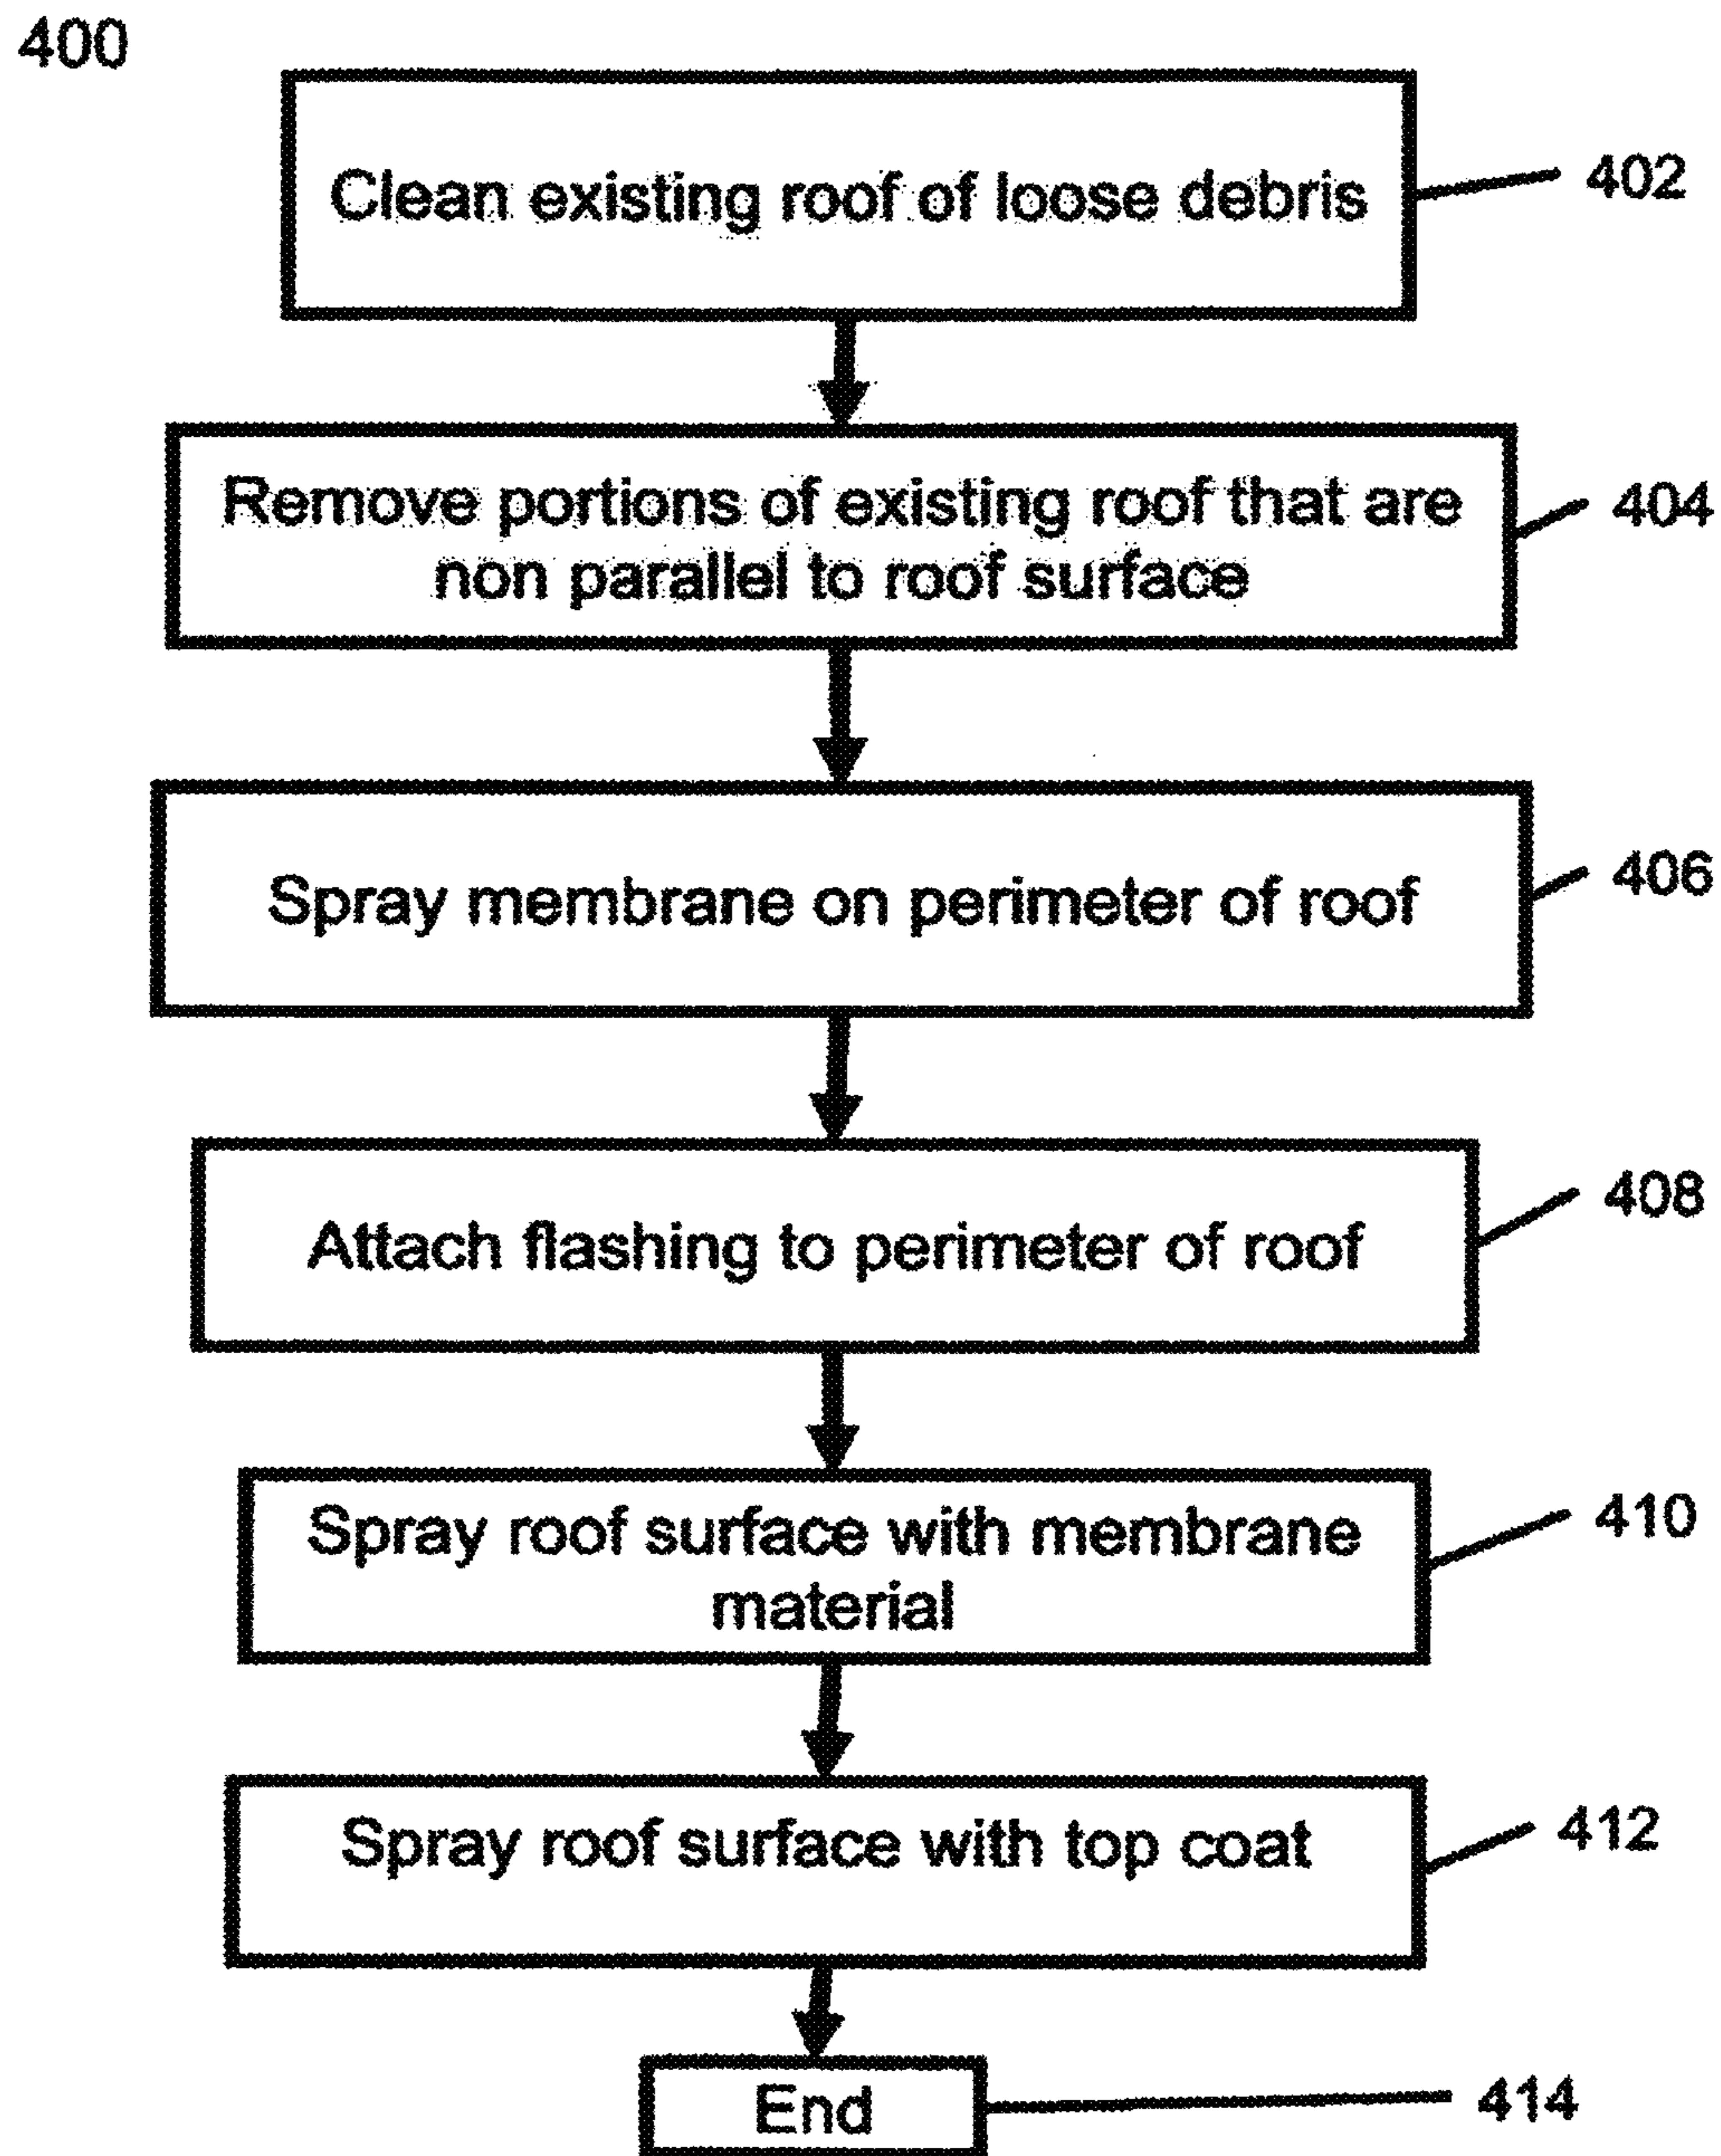 400
Clean existing roof of loose debris
402
Remove portions of existing roof that are
non parallel to roof surface
404
Spray membrane on perimeter of roof
406
Attach flashing to perimeter of roof
408
Spray roof surface with membrane
material
410
Spray roof surface with top coat
412
End
414